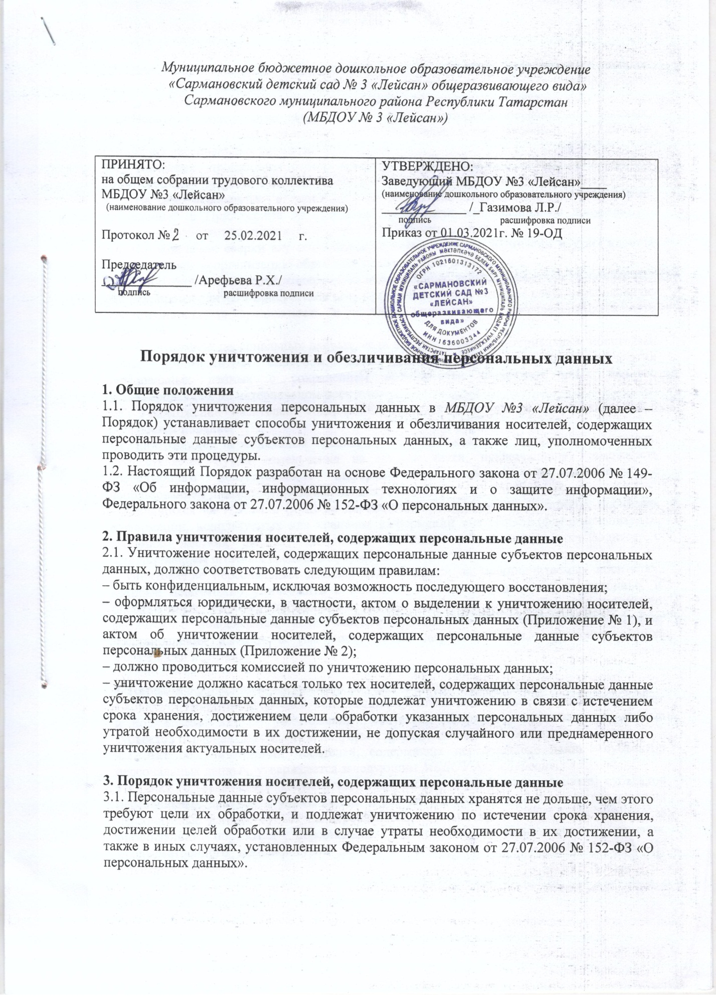 Муниципальное бюджетное дошкольное образовательное учреждение
«Сармановский детский сад № 3 «Лейсан» общеразвивающего вида»
Сармановского муниципального района Республики Татарстан
(МБДОУ № 3 «Лейсан»)
ПРИНЯТО:
на общем собрании трудового коллектива
МБДОУ №3 «Лейсан»
(наименование дошкольного образовательного учреждения)
Протокол № 2 от 25.02.2021 г.
Председатель
______________ /Арефьева Р.Х./
подпись расшифровка подписи
УТВЕРЖДЕНО:
Заведующий МБДОУ №3 «Лейсан»____
(наименование дошкольного образовательного учреждения)
_____________ /_Газимова Л.Р./
подпись расшифровка подписи
Приказ от 01.03.2021г. № 19-ОД
ОГРН 1021601313172
«САРМАНОВСКИЙ
ДЕТСКИЙ САД №3
«ЛЕЙСАН»
общеразвивающего
вида»
ДЛЯ ДОКУМЕНТОВ
ИНН 1636003344
Порядок уничтожения и обезличивания персональных данных
1. Общие положения
1.1. Порядок уничтожения персональных данных в МБДОУ №3 «Лейсан» (далее –
Порядок) устанавливает способы уничтожения и обезличивания носителей, содержащих
персональные данные субъектов персональных данных, а также лиц, уполномоченных
проводить эти процедуры.
1.2. Настоящий Порядок разработан на основе Федерального закона от 27.07.2006 № 149-
ФЗ «Об информации, информационных технологиях и о защите информации»,
Федерального закона от 27.07.2006 № 152-ФЗ «О персональных данных».
2. Правила уничтожения носителей, содержащих персональные данные
2.1. Уничтожение носителей, содержащих персональные данные субъектов персональных
данных, должно соответствовать следующим правилам:
– быть конфиденциальным, исключая возможность последующего восстановления;
– оформляться юридически, в частности, актом о выделении к уничтожению носителей,
содержащих персональные данные субъектов персональных данных (Приложение № 1), и
актом об уничтожении носителей, содержащих персональные данные субъектов
персональных данных (Приложение № 2);
– должно проводиться комиссией по уничтожению персональных данных;
– уничтожение должно касаться только тех носителей, содержащих персональные данные
субъектов персональных данных, которые подлежат уничтожению в связи с истечением
срока хранения, достижением цели обработки указанных персональных данных либо
утратой необходимости в их достижении, не допуская случайного или преднамеренного
уничтожения актуальных носителей.
3. Порядок уничтожения носителей, содержащих персональные данные
3.1. Персональные данные субъектов персональных данных хранятся не дольше, чем этого
требуют цели их обработки, и подлежат уничтожению по истечении срока хранения,
достижении целей обработки или в случае утраты необходимости в их достижении, а
также в иных случаях, установленных Федеральным законом от 27.07.2006 № 152-ФЗ «О
персональных данных».